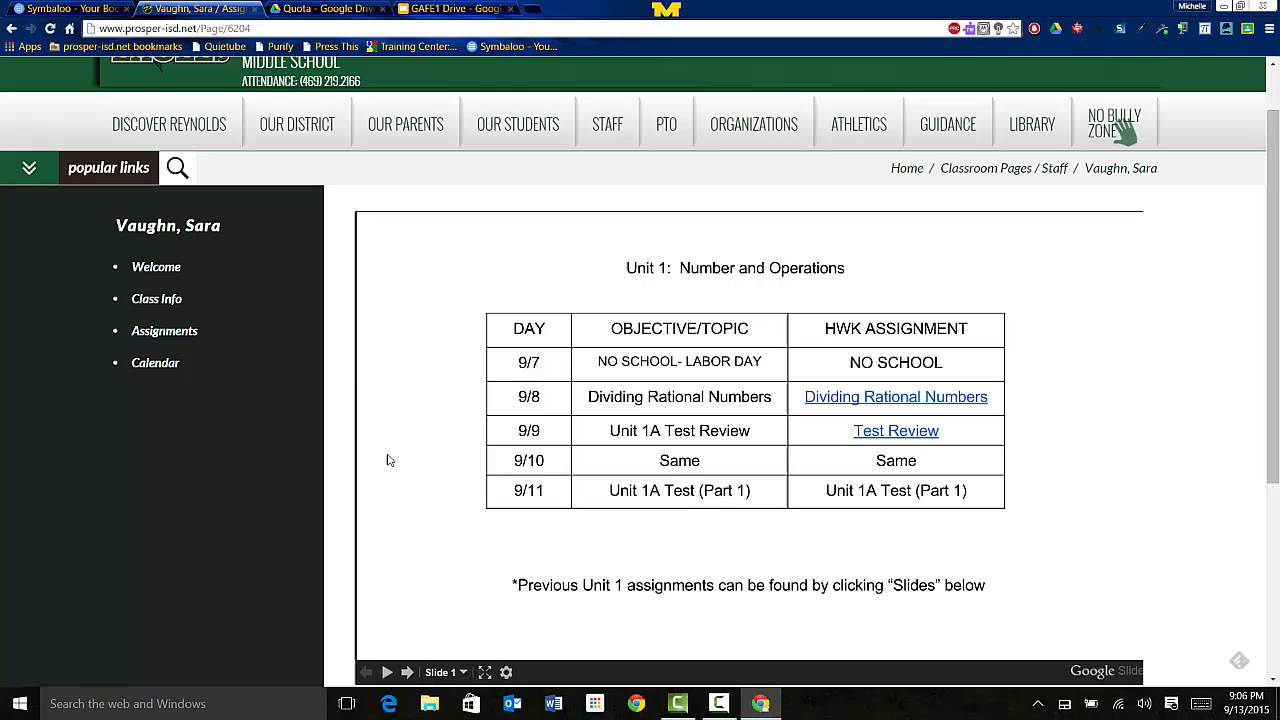 Symbaloo - Your Boo
Vaughn, Sara / Assig
Quota - Google Driv
GAFE1 Drive - Goog
Michelle
www.prosper-isd.net/Page/6204
Apps
prosper-isd.net bookmarks
Quietube
Purify
Press This
Training Center:...
Symbaloo - You...
MIDDLE SCHOOL
ATTENDANCE: (469) 219.2166
DISCOVER REYNOLDS
OUR DISTRICT
OUR PARENTS
OUR STUDENTS
STAFF
PTO
ORGANIZATIONS
ATHLETICS
GUIDANCE
LIBRARY
NO BULLY
ZONE
popular links
Home / Classroom Pages / Staff / Vaughn, Sara
Vaughn, Sara
• Welcome
• Class Info
• Assignments
• Calendar
Unit 1: Number and Operations
DAY OBJECTIVE/TOPIC HWK ASSIGNMENT
9/7 NO SCHOOL- LABOR DAY NO SCHOOL
9/8 Dividing Rational Numbers Dividing Rational Numbers
9/9 Unit 1A Test Review Test Review
9/10 Same Same
9/11 Unit 1A Test (Part 1) Unit 1A Test (Part 1)
*Previous Unit 1 assignments can be found by clicking “Slides” below
Slide 1
Google Slide
Search the web and Windows
9:06 PM
9/13/2015